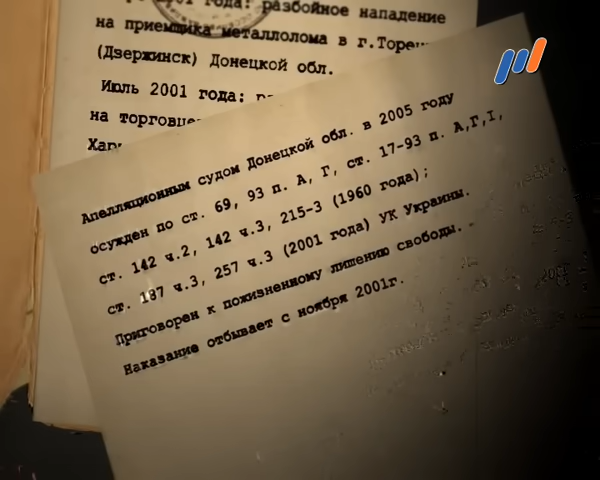 года: разбойное нападение
на приемщика металлолома в г.
(Дзержинск) Донецкой обл.
Июль 2001 года:
на
Апелляционным судом Донецкой обл. в 2005 году
осужден по ст. 69, 93 п. А, Г, ст. 17-93 п. А,Г,І,
ст. 142 ч.2, 142 ч.3, 215-3 (1960 года);
ст. 187 ч.3, 257 ч.3 (2001 года) УК Украины.
Приговорен к пожизненному лишению свободы.
Наказание отбывает с ноября 2001г.